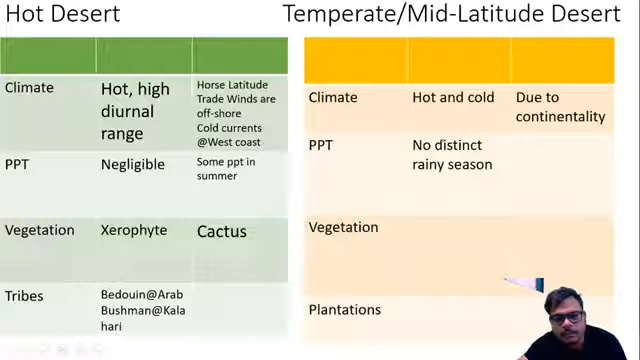 Hot Desert
Temperate/Mid-Latitude Desert
Climate
Hot, high
diurnal
range
Horse Latitude
Trade Winds are
off-shore
Cold currents
@West coast
PPT
Negligible
Some ppt in
summer
Vegetation
Xerophyte
Cactus
Tribes
Bedouin@Arab
Bushman@Kala
hari
Climate
Hot and cold
Due to
continentality
PPT
No distinct
rainy season
Vegetation
Plantations